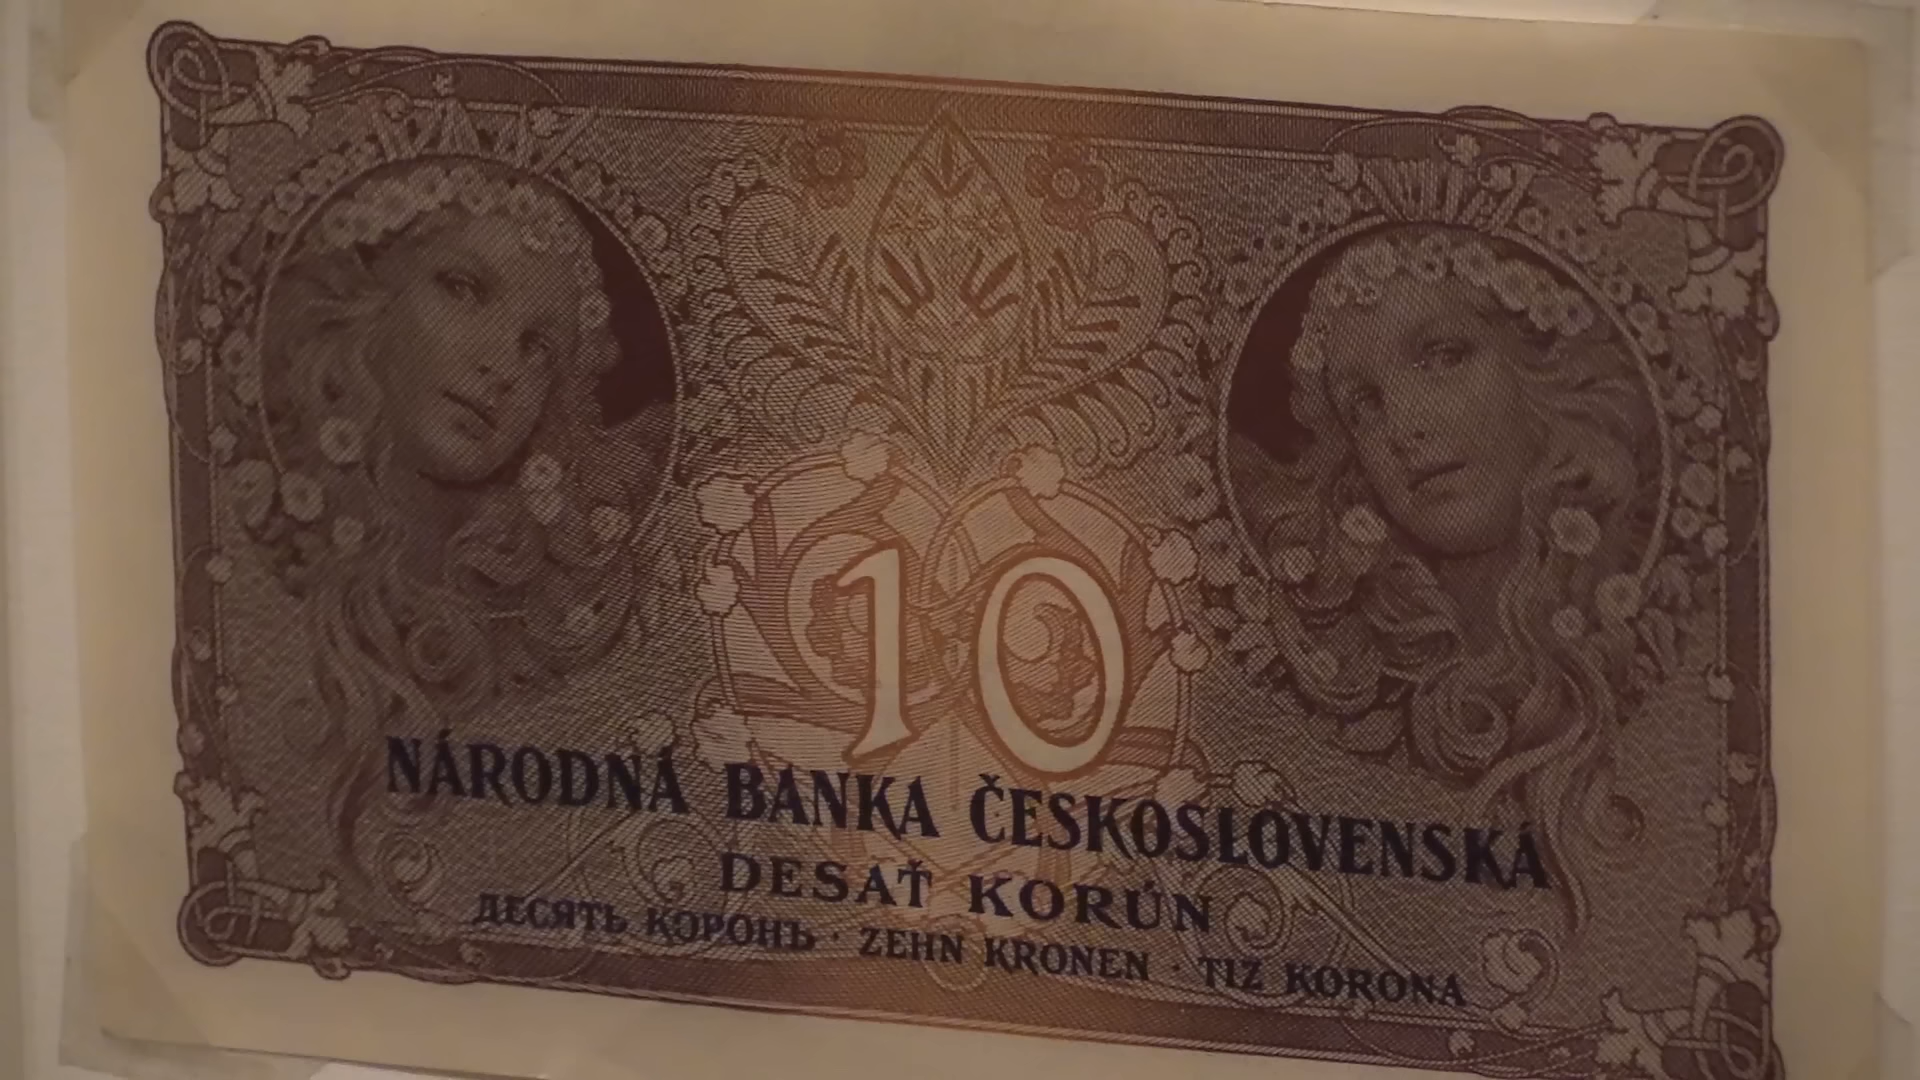 10
NÁRODNÁ BANKA ČESKOSLOVENSKÁ
DESAŤ KORÚN
ДЕСЯТЬ КОРОНЪ · ZEHN KRONEN · TIZ KORONA